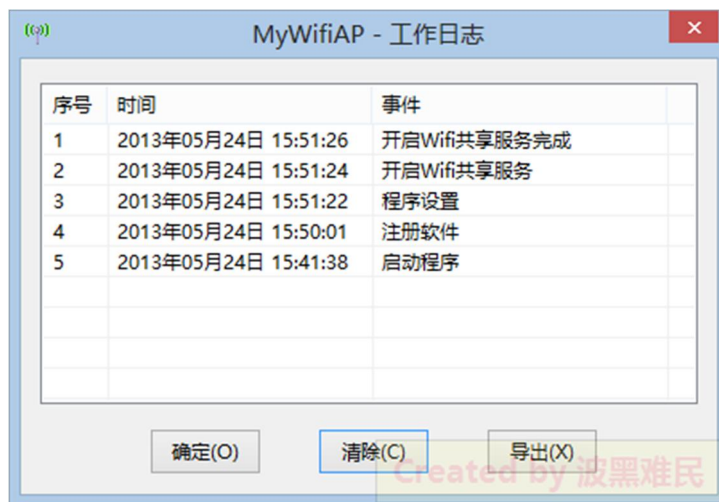 MyWifiAP - 工作日志
序号 时间 事件
1 2013年05月24日 15:51:26 开启Wifi共享服务完成
2 2013年05月24日 15:51:24 开启Wifi共享服务
3 2013年05月24日 15:51:22 程序设置
4 2013年05月24日 15:50:01 注册软件
5 2013年05月24日 15:41:38 启动程序
确定(O) 清除(C) 导出(X)
Created by 波黑难民